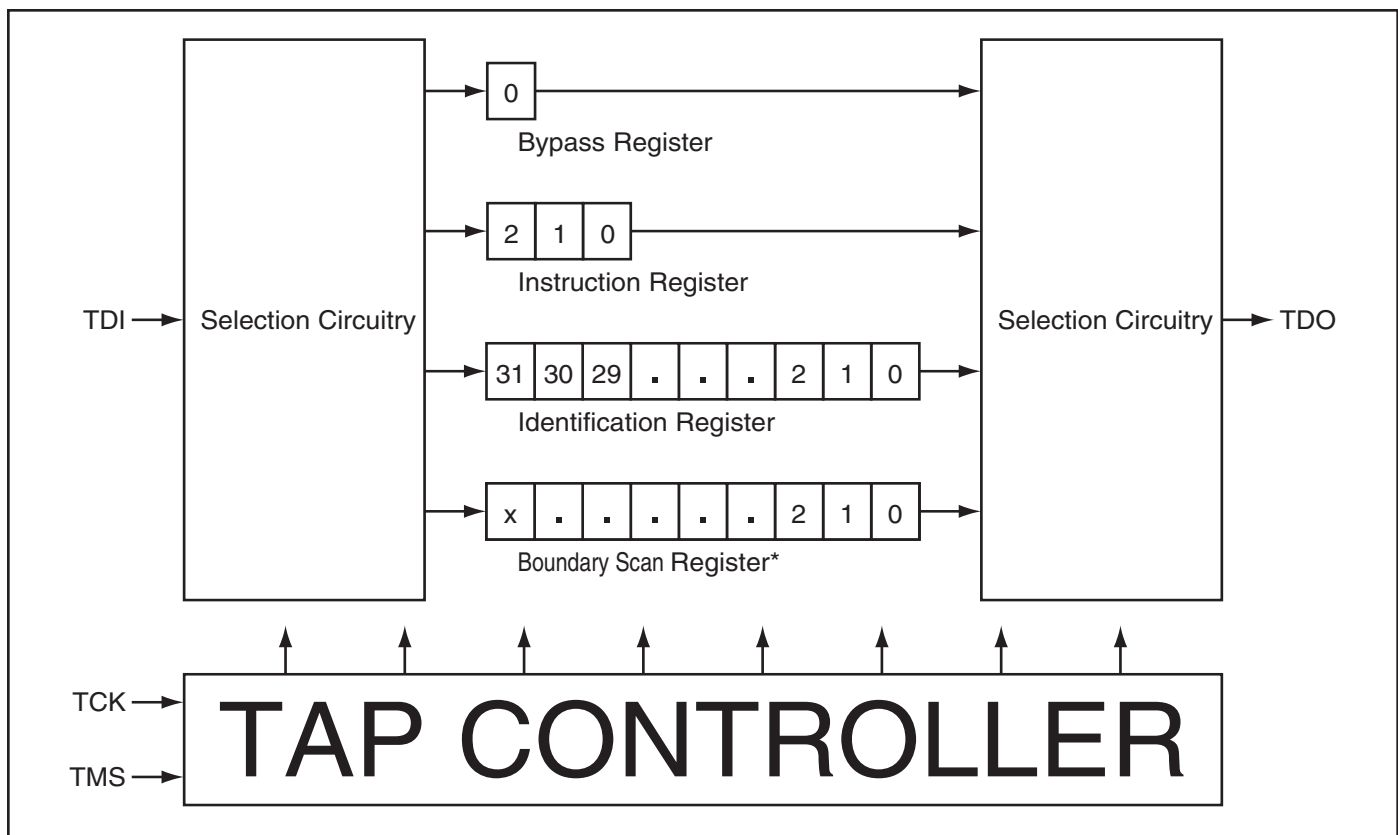 0
Bypass Register
2 1 0
Instruction Register
TDI
Selection Circuitry
Selection Circuitry
TDO
31 30 29 . . . 2 1 0
Identification Register
x . . . . . 2 1 0
Boundary Scan Register*
TCK
TMS
TAP CONTROLLER